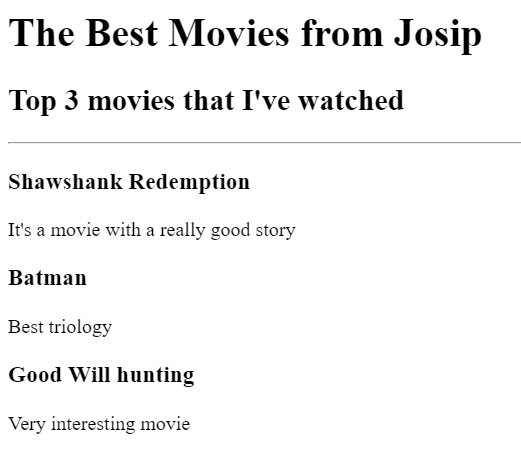 The Best Movies from Josip
Top 3 movies that I've watched
Shawshank Redemption
It's a movie with a really good story
Batman
Best triology
Good Will hunting
Very interesting movie